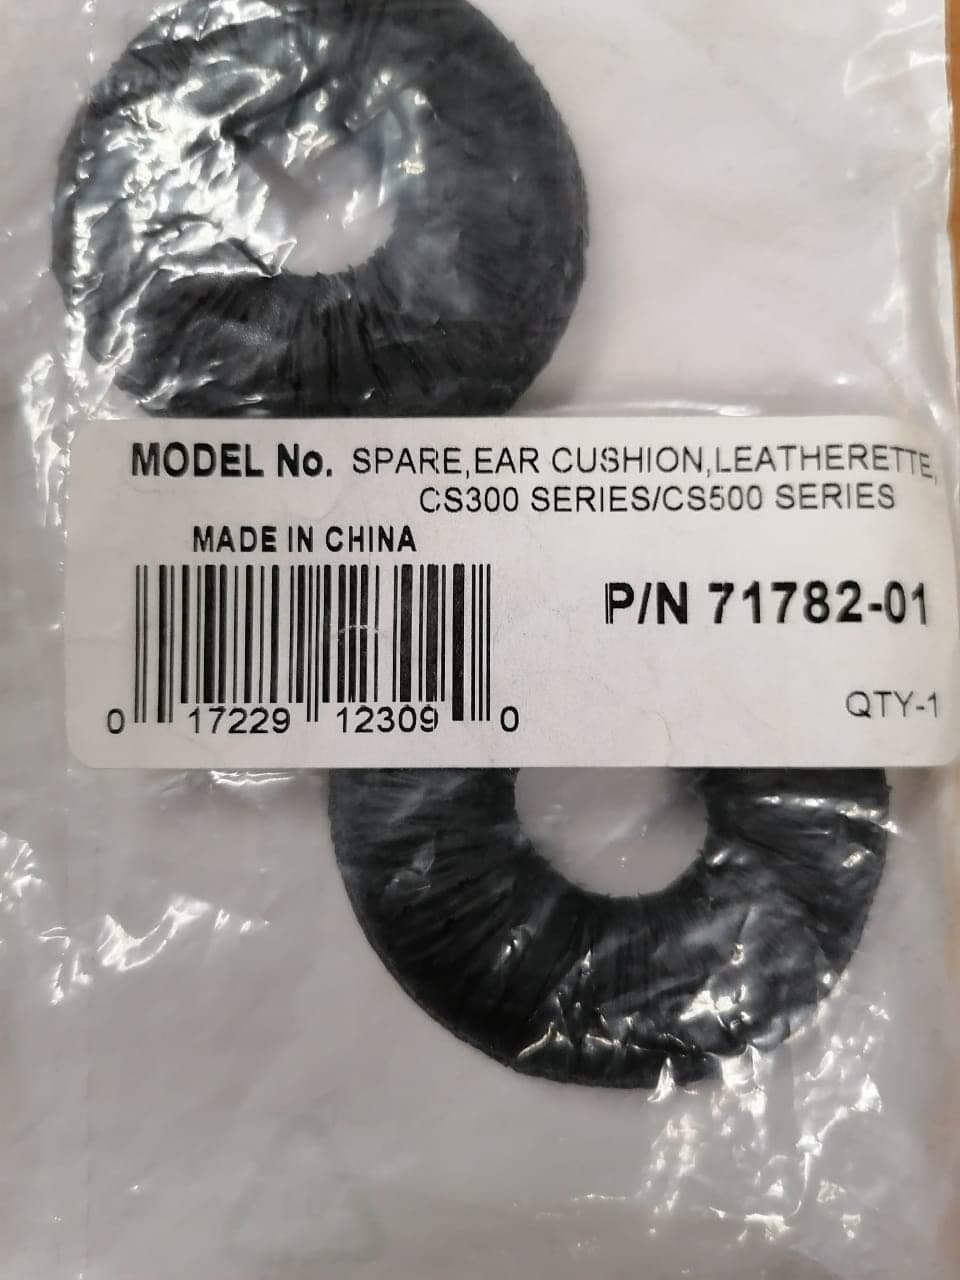 MODEL No. SPARE,EAR CUSHION,LEATHERETTE,
CS300 SERIES/CS500 SERIES
MADE IN CHINA
P/N 71782-01
QTY-1
0 17229 12309 0